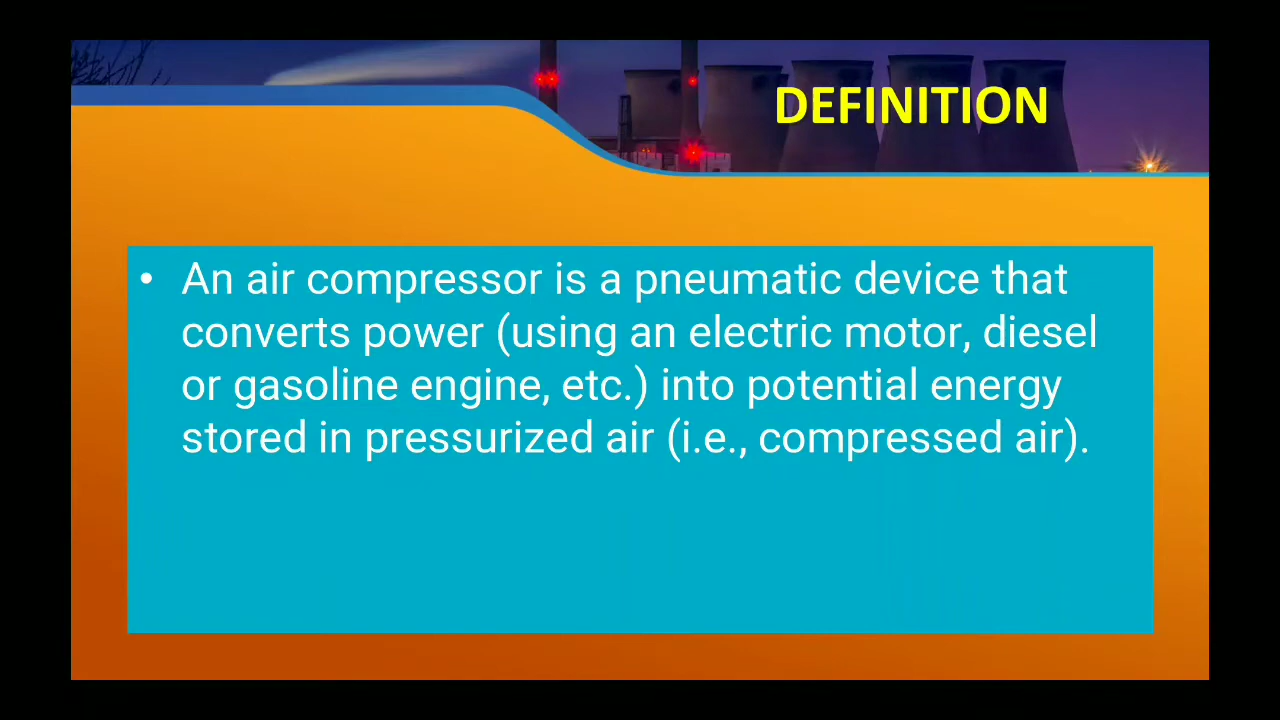 DEFINITION
• An air compressor is a pneumatic device that
converts power (using an electric motor, diesel
or gasoline engine, etc.) into potential energy
stored in pressurized air (i.e., compressed air).